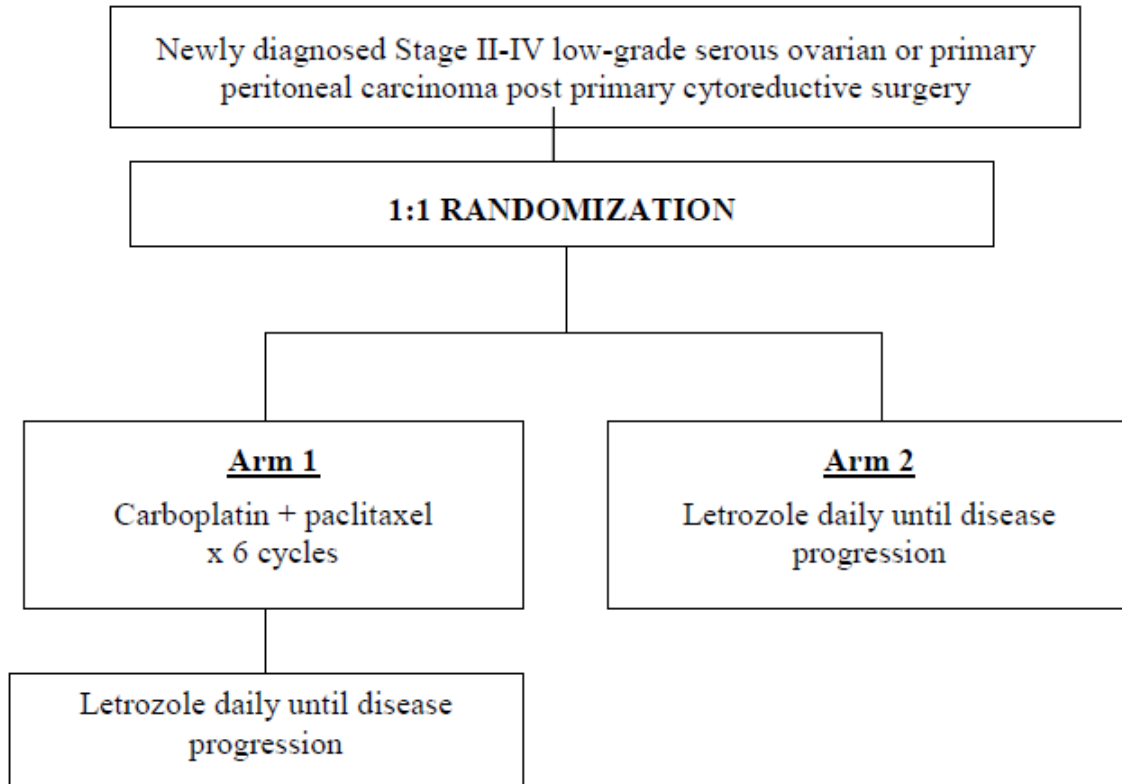 Newly diagnosed Stage II-IV low-grade serous ovarian or primary
peritoneal carcinoma post primary cytoreductive surgery
1:1 RANDOMIZATION
Arm 1
Carboplatin + paclitaxel
x 6 cycles
Letrozole daily until disease
progression
Arm 2
Letrozole daily until disease
progression